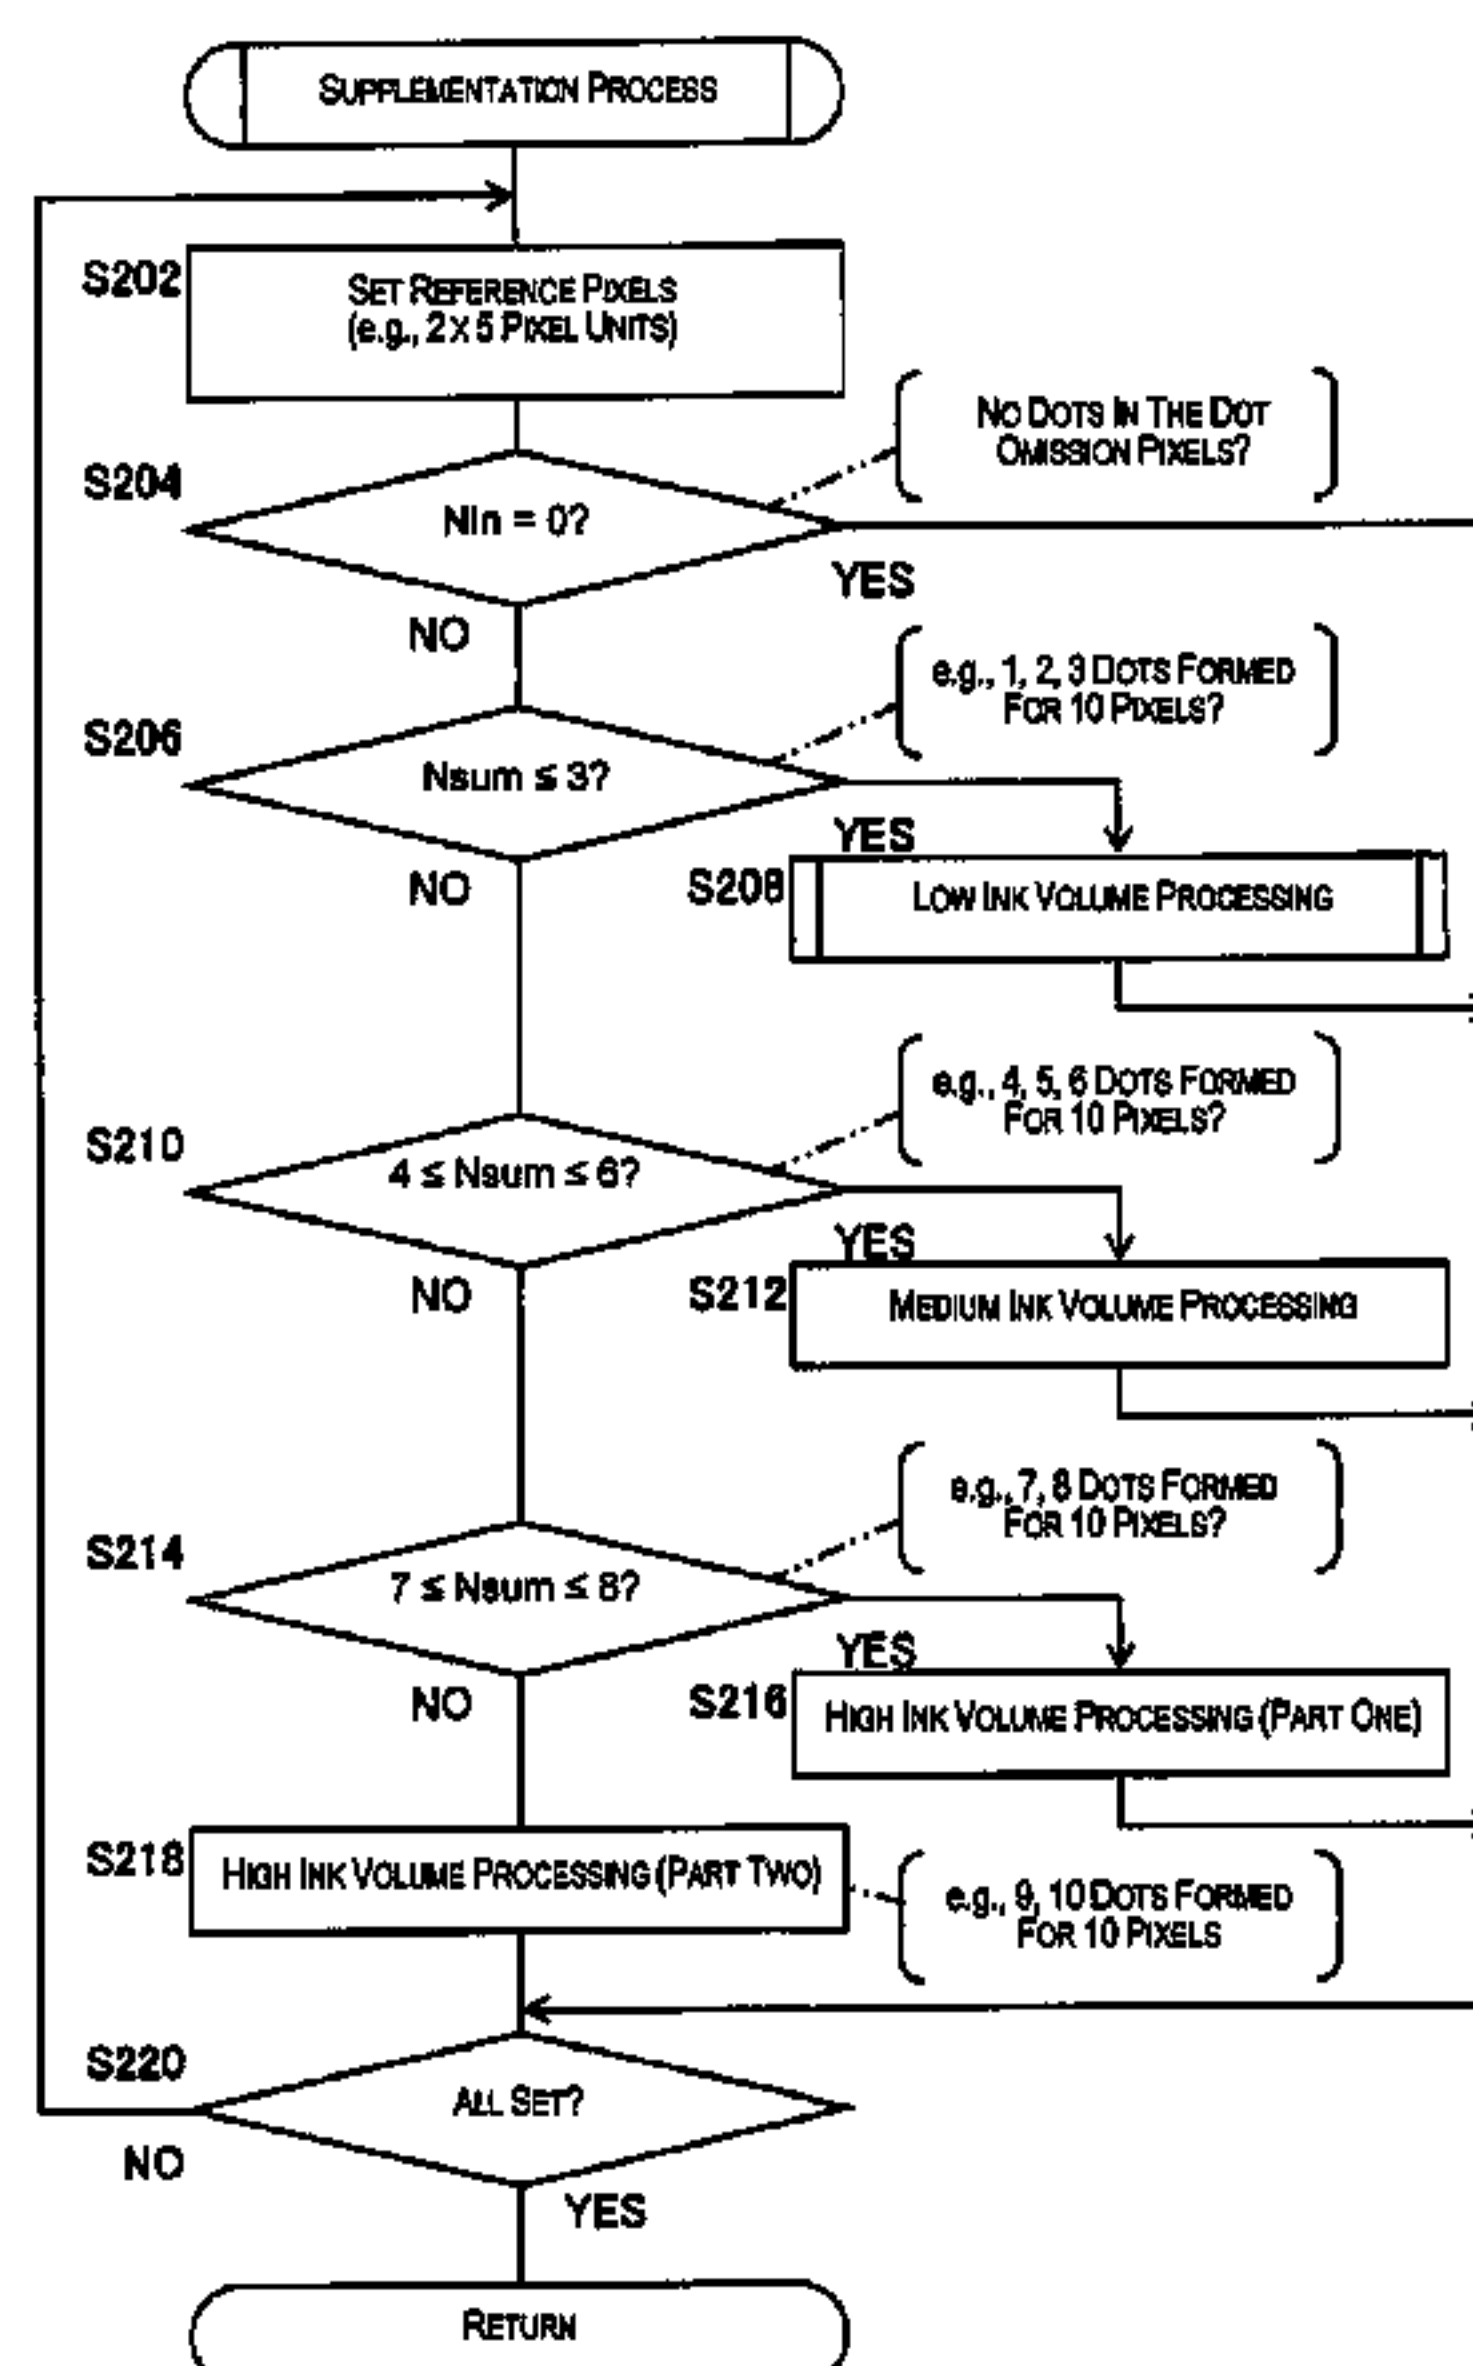 SUPPLEMENTATION PROCESS
S202
SET REFERENCE PIXELS
(e.g., 2 X 5 PIXEL UNITS)
NO DOTS IN THE DOT
OMISSION PIXELS?
S204
Nln = 0?
YES
NO
e.g., 1, 2, 3 DOTS FORMED
FOR 10 PIXELS?
S206
Nsum ≦ 3?
YES
NO
S208
LOW INK VOLUME PROCESSING
e.g., 4, 5, 6 DOTS FORMED
FOR 10 PIXELS?
S210
4 ≦ Nsum ≦ 6?
YES
NO
S212
MEDIUM INK VOLUME PROCESSING
e.g., 7, 8 DOTS FORMED
FOR 10 PIXELS?
S214
7 ≦ Nsum ≦ 8?
YES
NO
S216
HIGH INK VOLUME PROCESSING (PART ONE)
S218
HIGH INK VOLUME PROCESSING (PART TWO)
e.g., 9, 10 DOTS FORMED
FOR 10 PIXELS
S220
ALL SET?
NO
YES
RETURN